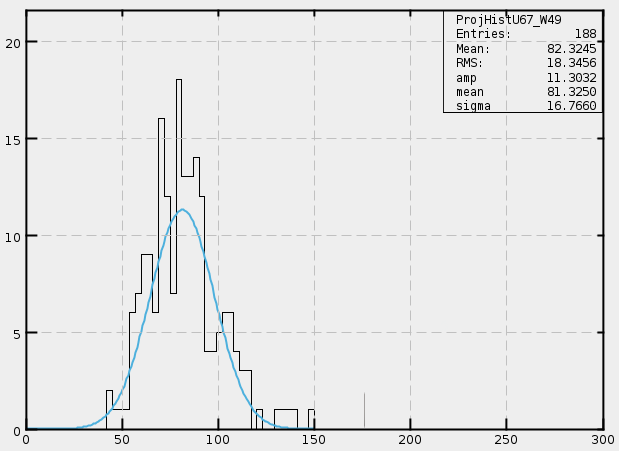 ProjHistU67_W49
Entries: 188
Mean: 82.3245
RMS: 18.3456
amp 11.3032
mean 81.3250
sigma 16.7660
20
15
10
5
0
0 50 100 150 200 250 300